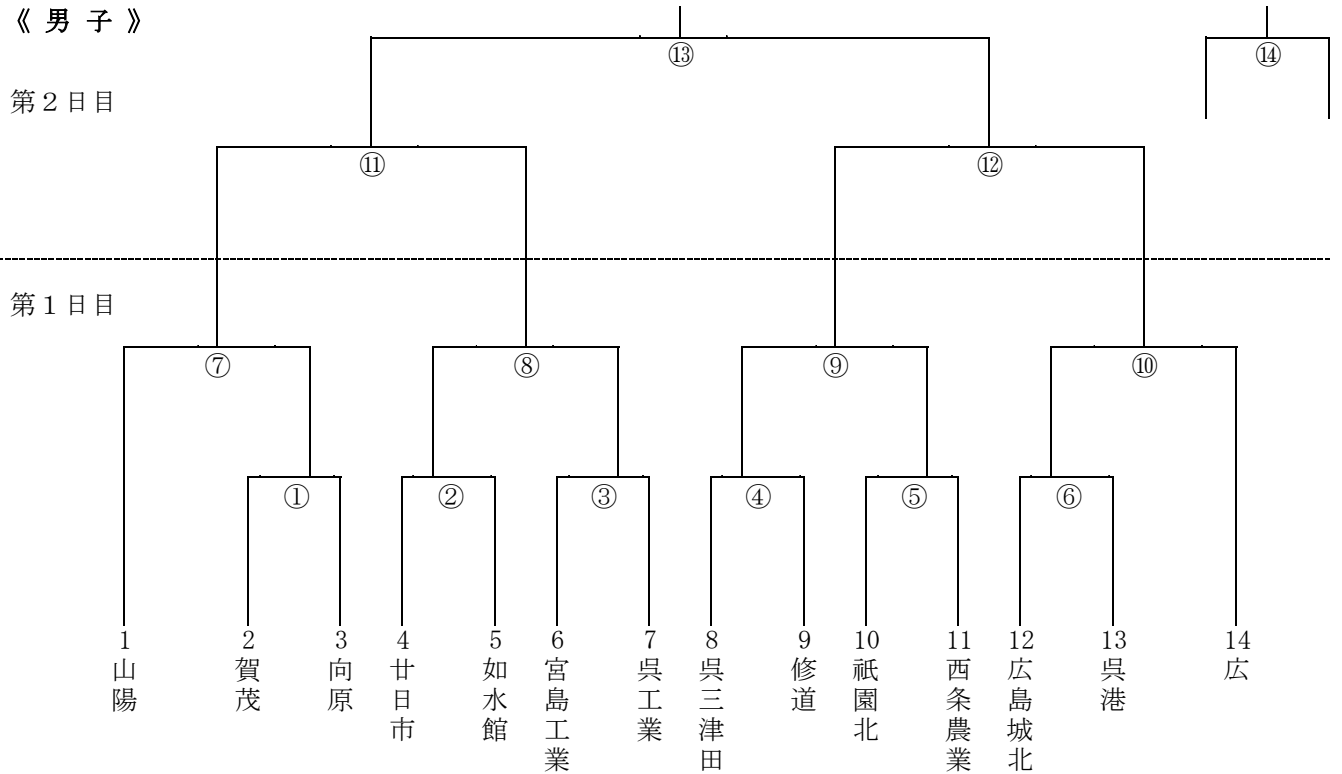 《 男 子 》
⑬
⑭
第２日目
⑪
⑫
第１日目
⑦
⑧
⑨
⑩
①
②
③
④
⑤
⑥
1
2
3
4
5
6
7
8
9
10
11
12
13
14
山陽
賀茂
向原
廿日市
如水館
宮島工業
呉工業
呉三津田
修道
祇園北
西条農業
広島城北
呉港
広